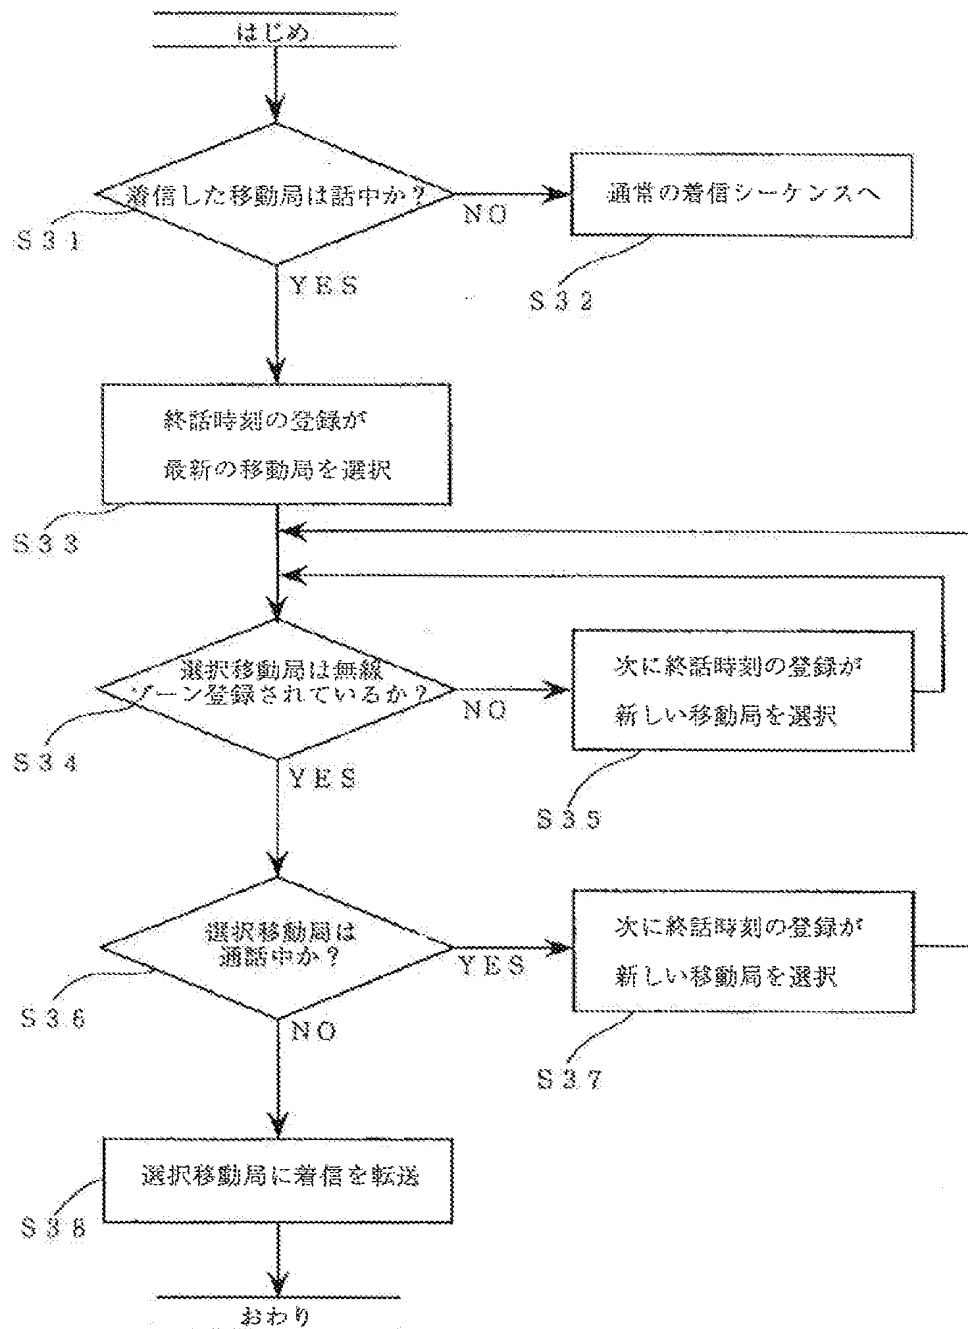 はじめ
着信した移動局は話中か？
NO
通常の着信シーケンスへ
S31
YES
S32
終話時刻の登録が
最新の移動局を選択
S33
選択移動局は無線
ゾーン登録されているか？
NO
次に終話時刻の登録が
新しい移動局を選択
S34
YES
S35
選択移動局は
通話中か？
YES
次に終話時刻の登録が
新しい移動局を選択
S36
NO
S37
選択移動局に着信を転送
S38
おわり